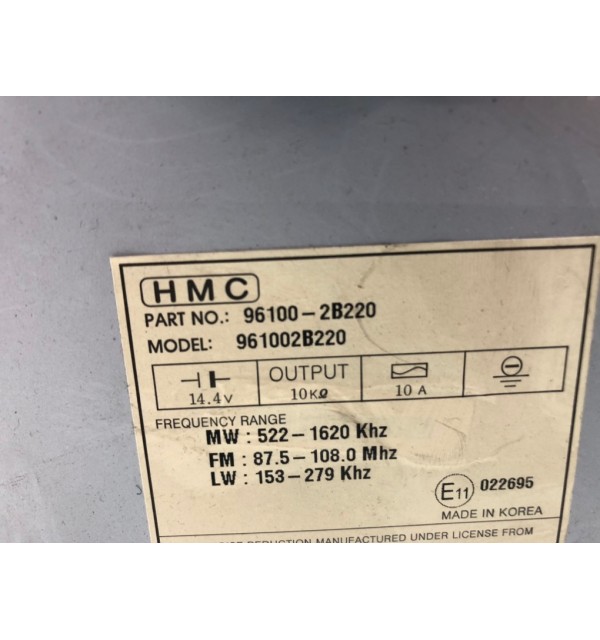 HMC
PART NO.: 96100-2B220
MODEL: 961002B220
14.4V
OUTPUT
10KΩ
10 A
FREQUENCY RANGE
MW : 522-1620 Khz
FM : 87.5-108.0 Mhz
LW : 153-279 Khz
E11 022695
MADE IN KOREA
REDUCTION MANUFACTURED UNDER LICENSE FROM